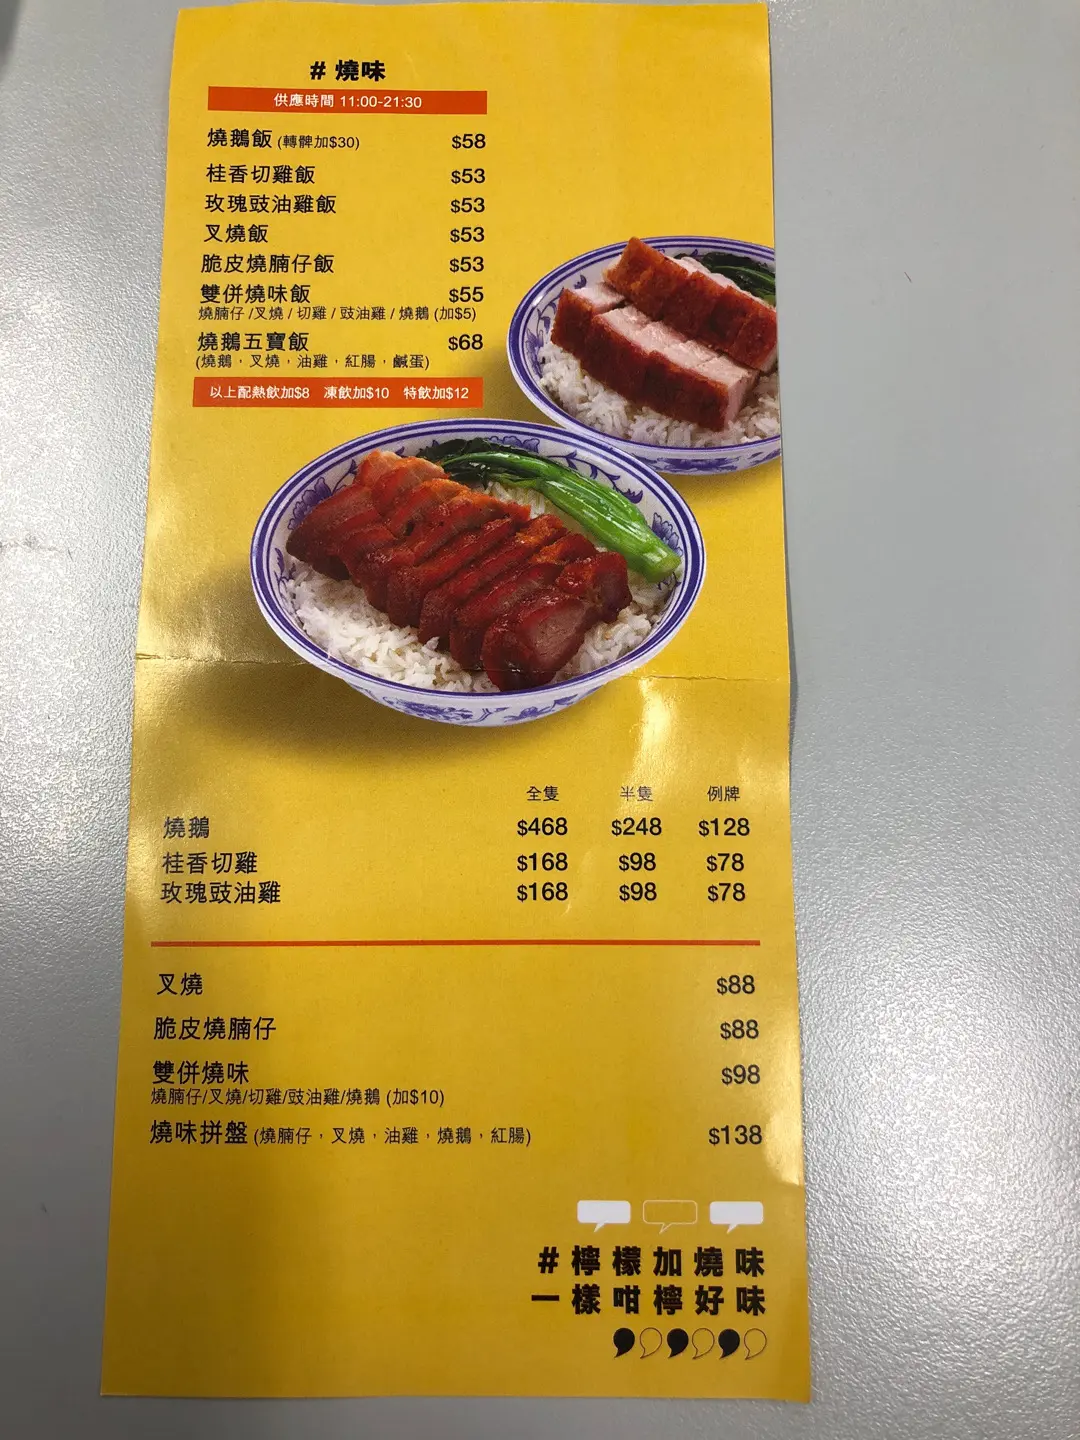 # 燒味
供應時間 11:00-21:30
燒鵝飯 (轉髀加$30) $58
桂香切雞飯 $53
玫瑰豉油雞飯 $53
叉燒飯 $53
脆皮燒腩仔飯 $53
雙併燒味飯 $55
燒腩仔 /叉燒 / 切雞 / 豉油雞 / 燒鵝 (加$5)
燒鵝五寶飯 $68
(燒鵝，叉燒，油雞，紅腸，鹹蛋)
以上配熱飲加$8 凍飲加$10 特飲加$12
全隻 半隻 例牌
燒鵝 $468 $248 $128
桂香切雞 $168 $98 $78
玫瑰豉油雞 $168 $98 $78
叉燒 $88
脆皮燒腩仔 $88
雙併燒味 $98
燒腩仔/叉燒/切雞/豉油雞/燒鵝 (加$10)
燒味拼盤 (燒腩仔，叉燒，油雞，燒鵝，紅腸) $138
# 檸檬加燒味
一樣咁檸好味